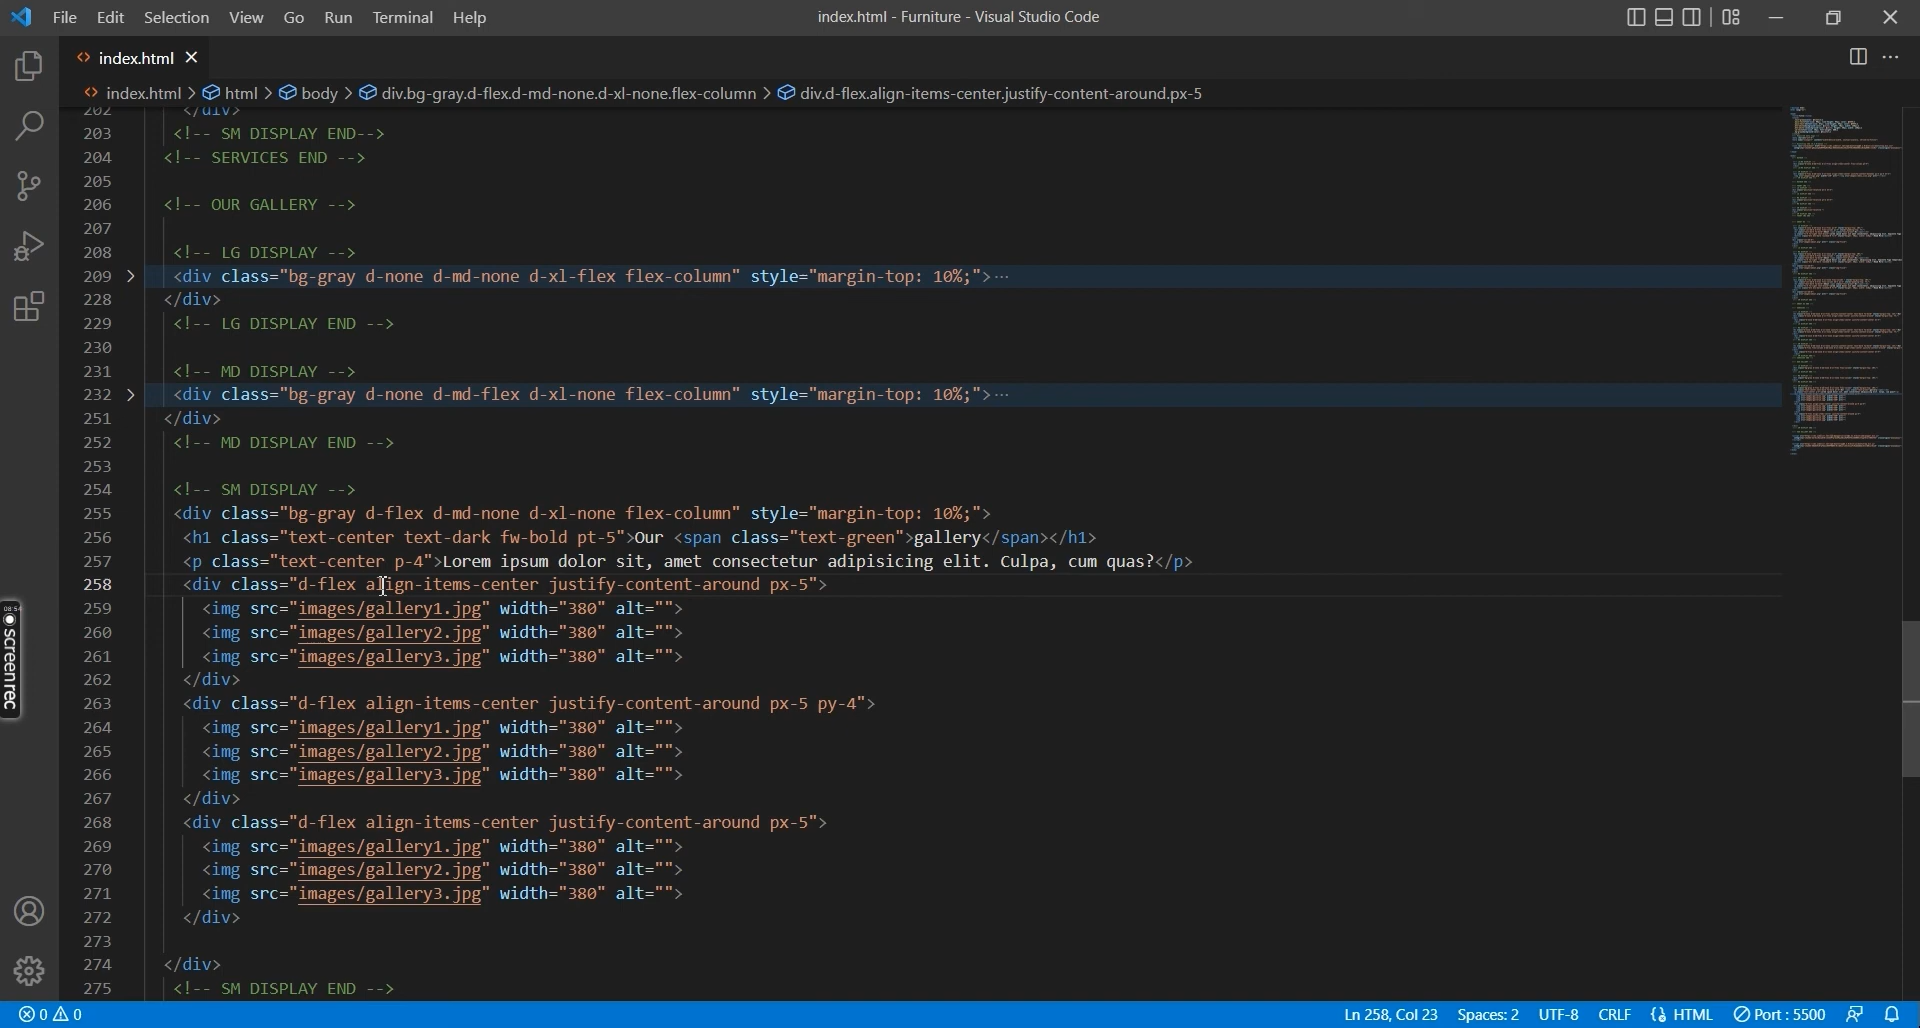 File Edit Selection View Go Run Terminal Help index.html - Furniture - Visual Studio Code
index.html
index.html > html > body > div.bg-gray.d-flex.d-md-none.d-xl-none.flex-column > div.d-flex.align-items-center.justify-content-around.px-5
202 </div>
203 <!-- SM DISPLAY END-->
204 <!-- SERVICES END -->
205
206 <!-- OUR GALLERY -->
207
208 <!-- LG DISPLAY -->
209 <div class="bg-gray d-none d-md-none d-xl-flex flex-column" style="margin-top: 10%;">···
228 </div>
229 <!-- LG DISPLAY END -->
230
231 <!-- MD DISPLAY -->
232 <div class="bg-gray d-none d-md-flex d-xl-none flex-column" style="margin-top: 10%;">···
251 </div>
252 <!-- MD DISPLAY END -->
253
254 <!-- SM DISPLAY -->
255 <div class="bg-gray d-flex d-md-none d-xl-none flex-column" style="margin-top: 10%;">
256 <h1 class="text-center text-dark fw-bold pt-5">Our <span class="text-green">gallery</span></h1>
257 <p class="text-center p-4">Lorem ipsum dolor sit, amet consectetur adipisicing elit. Culpa, cum quas?</p>
258 <div class="d-flex align-items-center justify-content-around px-5">
259 <img src="images/gallery1.jpg" width="380" alt="">
260 <img src="images/gallery2.jpg" width="380" alt="">
261 <img src="images/gallery3.jpg" width="380" alt="">
262 </div>
263 <div class="d-flex align-items-center justify-content-around px-5 py-4">
264 <img src="images/gallery1.jpg" width="380" alt="">
265 <img src="images/gallery2.jpg" width="380" alt="">
266 <img src="images/gallery3.jpg" width="380" alt="">
267 </div>
268 <div class="d-flex align-items-center justify-content-around px-5">
269 <img src="images/gallery1.jpg" width="380" alt="">
270 <img src="images/gallery2.jpg" width="380" alt="">
271 <img src="images/gallery3.jpg" width="380" alt="">
272 </div>
273
274 </div>
275 <!-- SM DISPLAY END -->
08:54
screenrec
0 0 Ln 258, Col 23 Spaces: 2 UTF-8 CRLF HTML Port : 5500